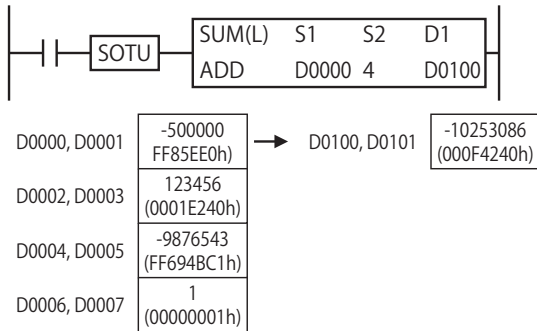 SUM(L) S1 S2 D1
SOTU
ADD D0000 4 D0100
D0000, D0001
-500000
FF85EE0h)
D0100, D0101
-10253086
(000F4240h)
D0002, D0003
123456
(0001E240h)
D0004, D0005
-9876543
(FF694BC1h)
D0006, D0007
1
(00000001h)